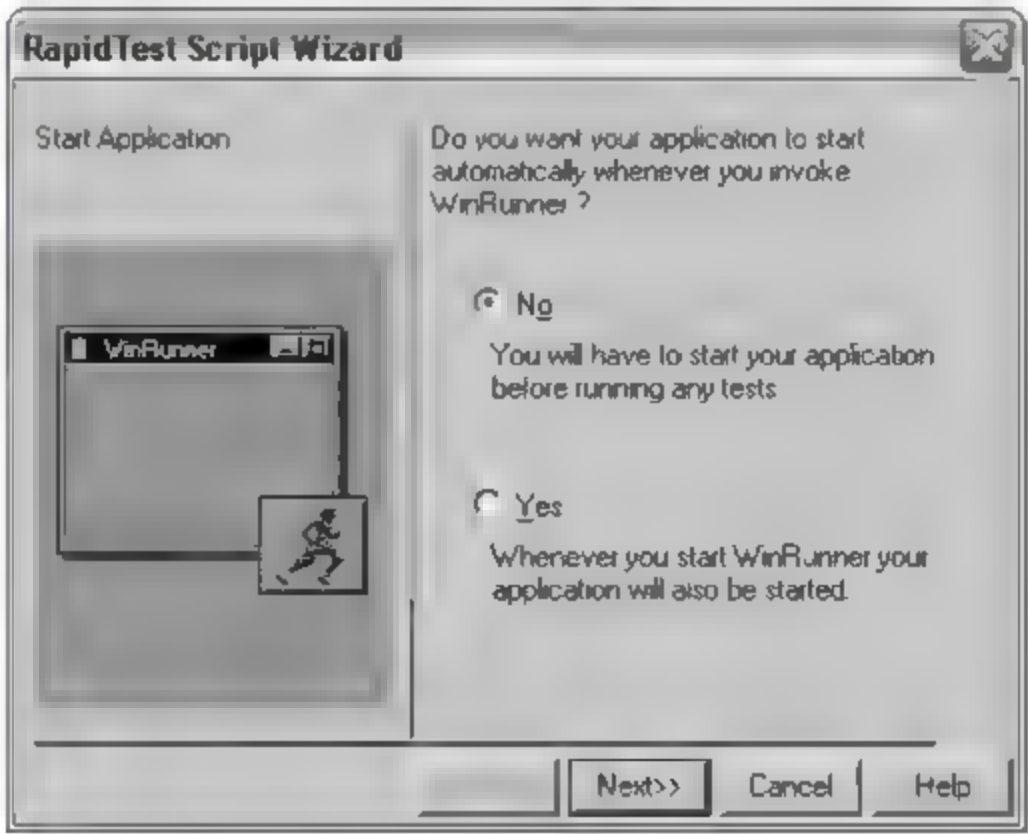 RapidTest Script Wizard
Start Application
Do you want your application to start
automatically whenever you invoke
WinRunner ?
No
You will have to start your application
before running any tests
WinRunner
Yes
Whenever you start WinRunner your
application will also be started.
Next>>
Cancel
Help